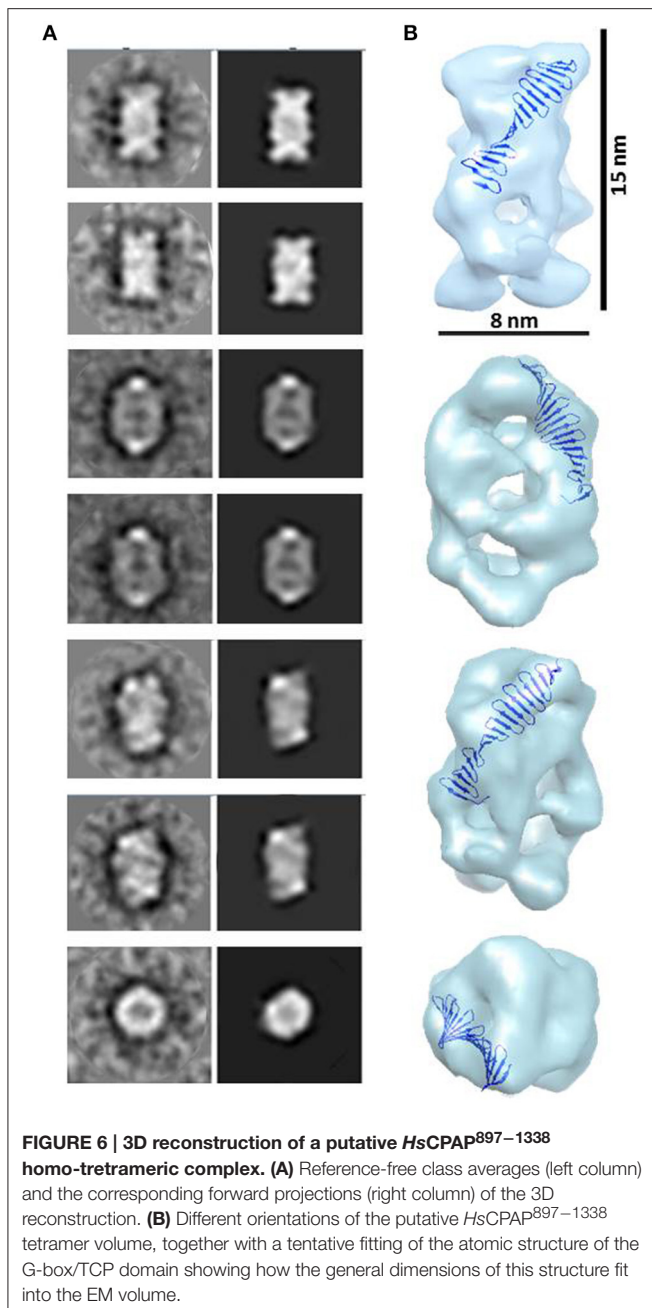 A
B
15 nm
8 nm
FIGURE 6 | 3D reconstruction of a putative HsCPAP897–1338
homo-tretrameric complex. (A) Reference-free class averages (left column)
and the corresponding forward projections (right column) of the 3D
reconstruction. (B) Different orientations of the putative HsCPAP897–1338
tetramer volume, together with a tentative fitting of the atomic structure of the
G-box/TCP domain showing how the general dimensions of this structure fit
into the EM volume.